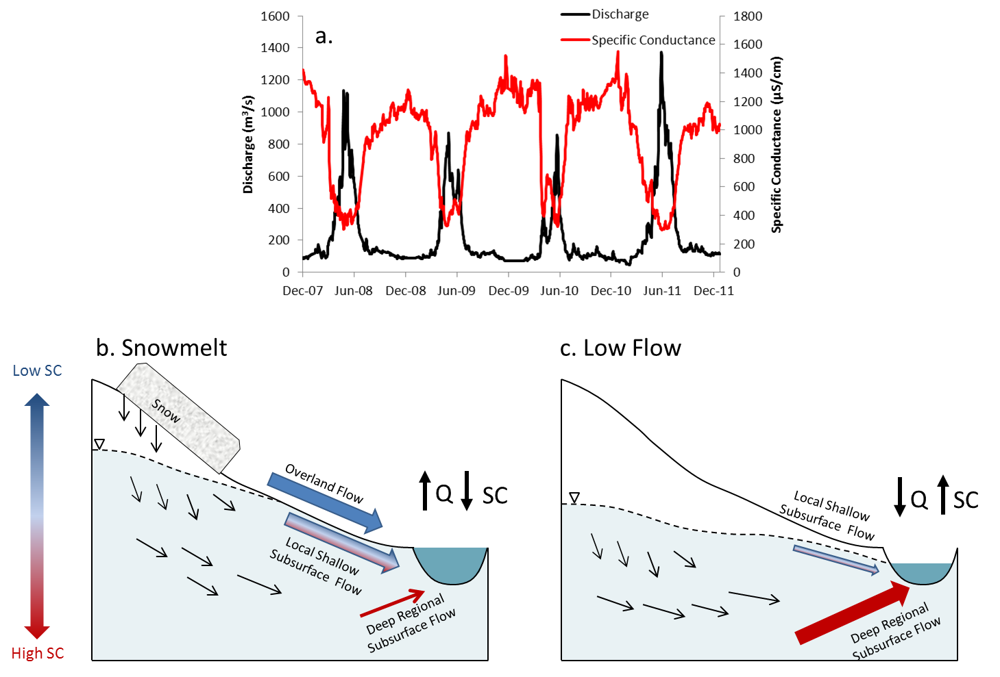 a.
Discharge
Specific Conductance
1600
1400
1200
1000
800
600
400
200
0
Discharge (m³/s)
1800
1600
1400
1200
1000
800
600
400
200
0
Specific Conductance (µS/cm)
Dec-07 Jun-08 Dec-08 Jun-09 Dec-09 Jun-10 Dec-10 Jun-11 Dec-11
b. Snowmelt
Low SC
High SC
Snow
Overland Flow
Local Shallow
Subsurface Flow
Deep Regional
Subsurface Flow
Q SC
c. Low Flow
Local Shallow
Subsurface Flow
Deep Regional
Subsurface Flow
Q SC